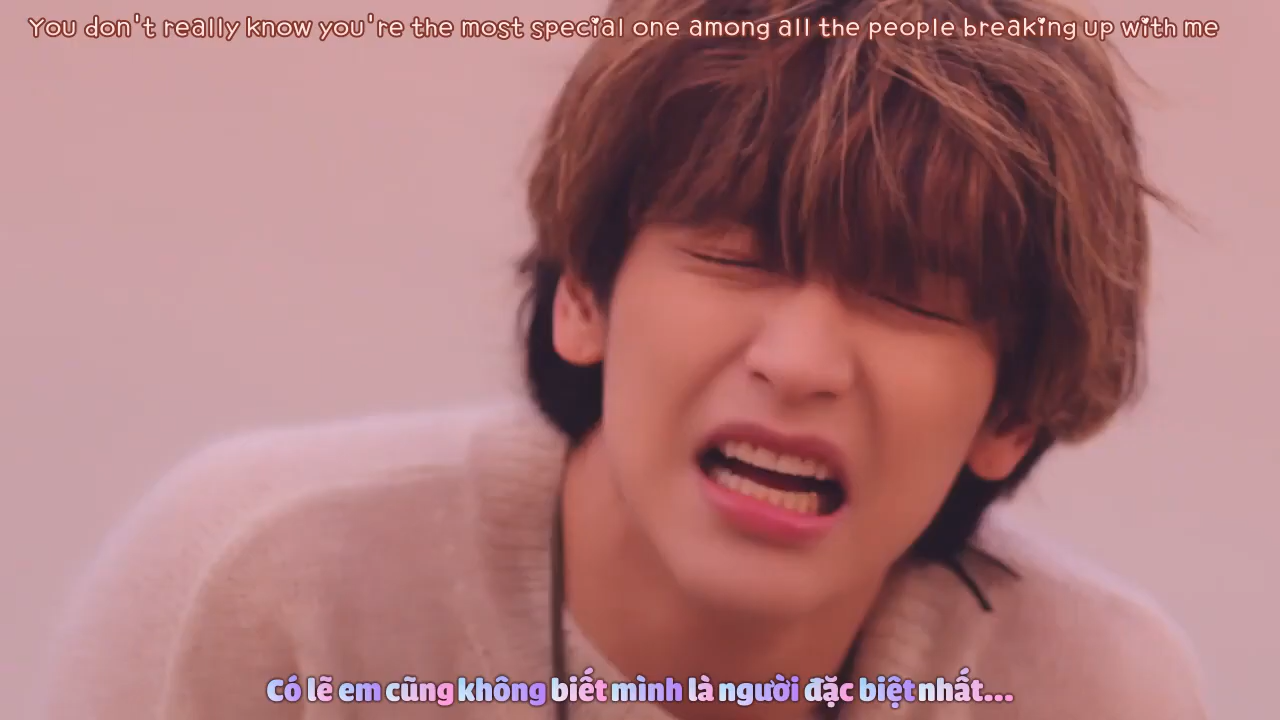 You don't really know you're the most special one among all the people breaking up with me
Có lẽ em cũng không biết mình là người đặc biệt nhất...